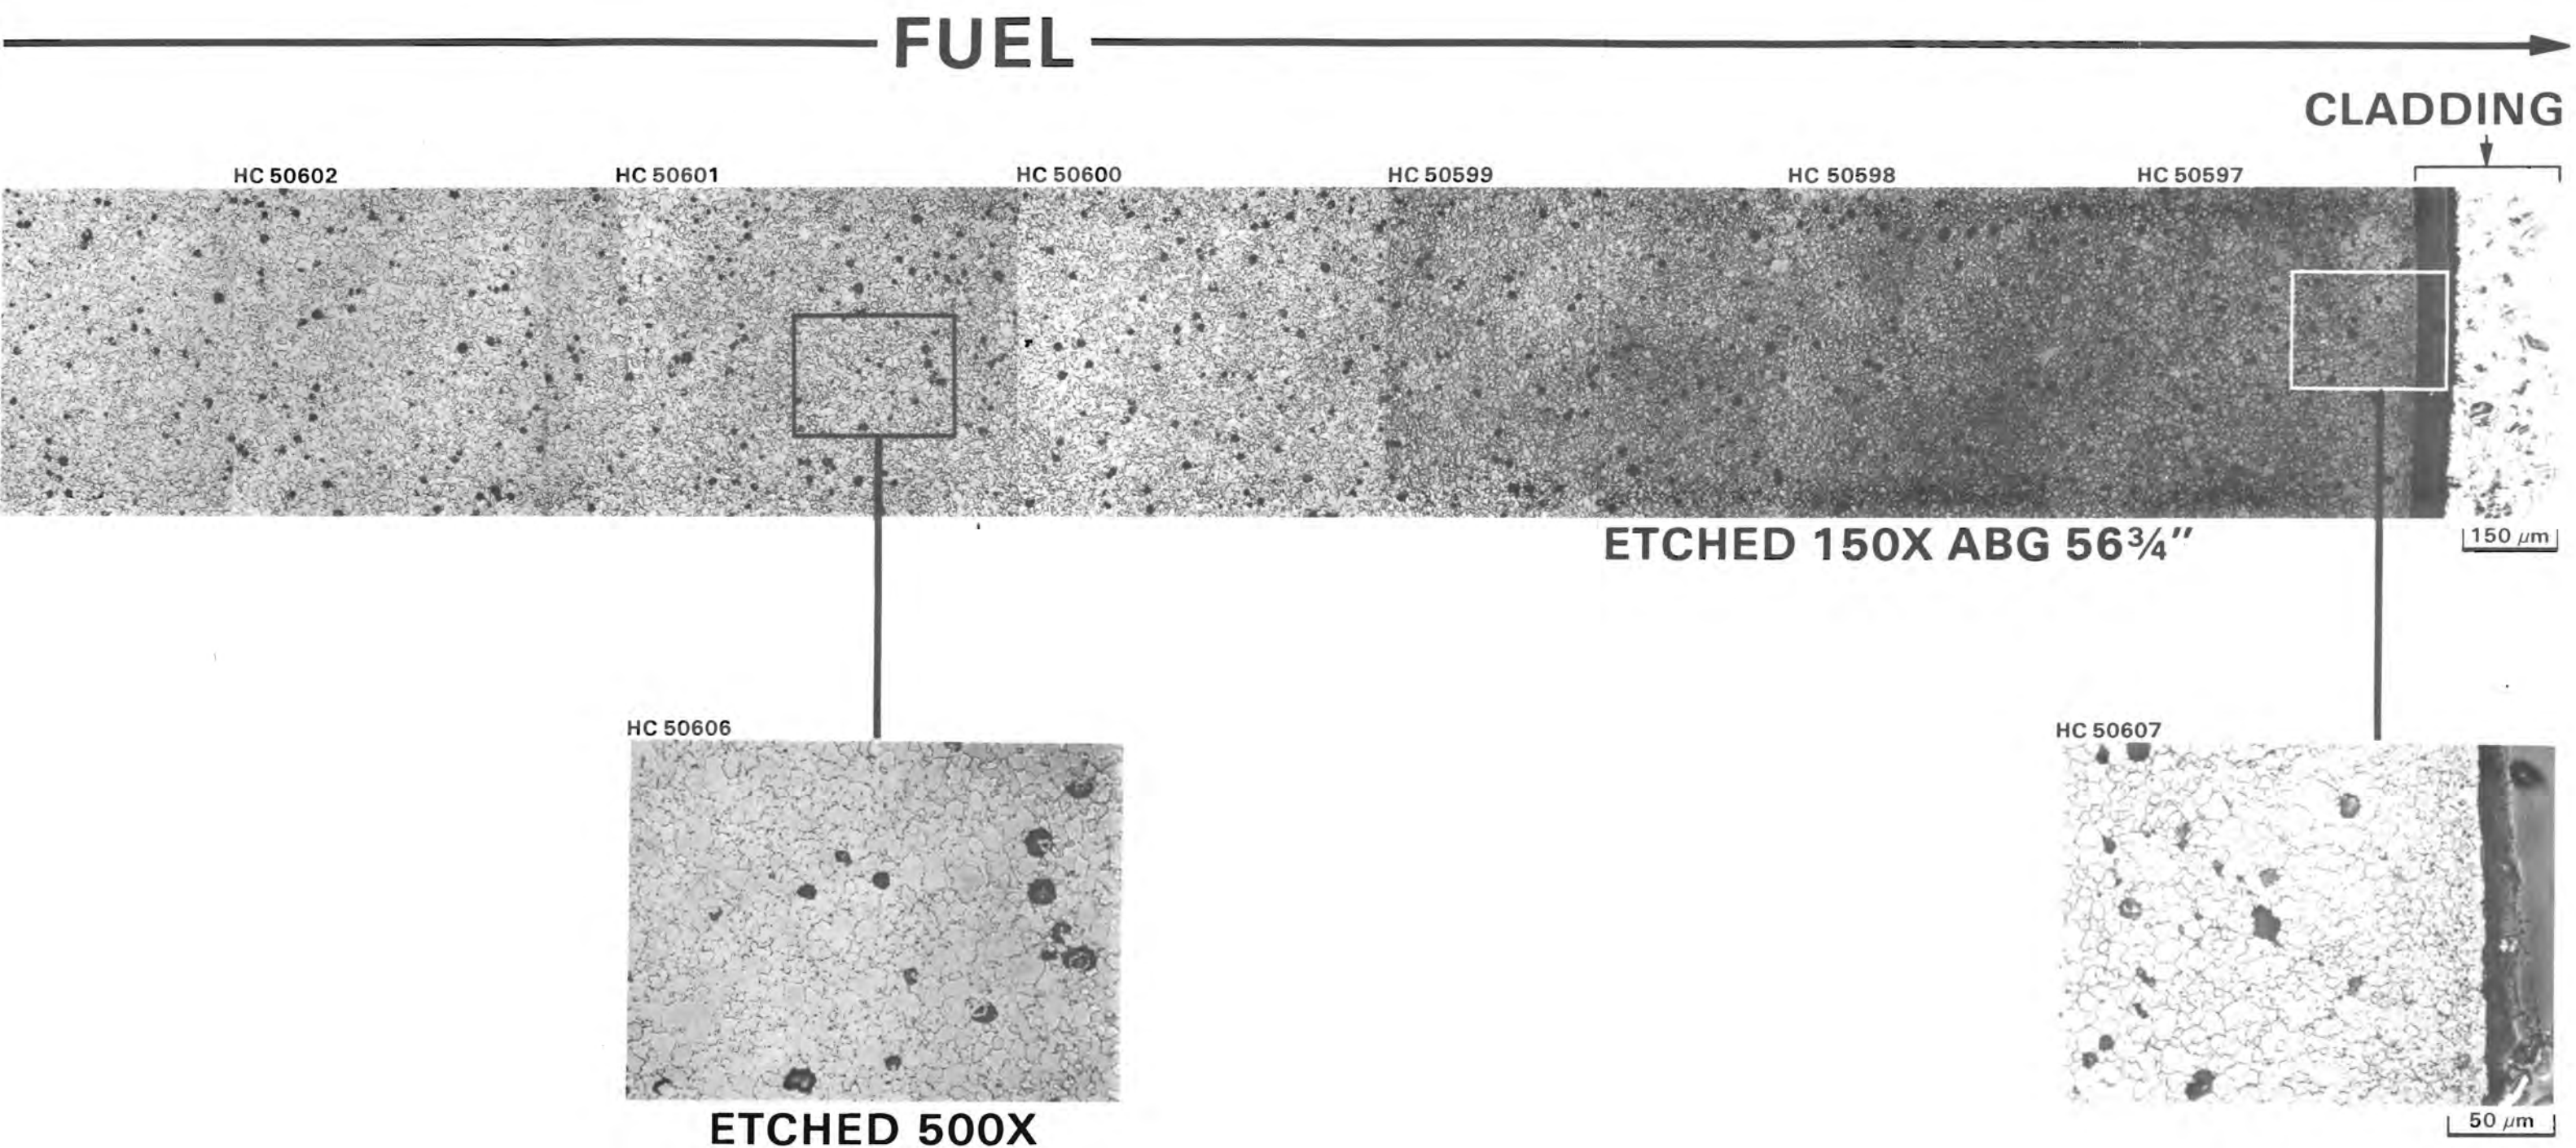 FUEL
CLADDING
HC 50602 HC 50601 HC 50600 HC 50599 HC 50598 HC 50597
ETCHED 150X ABG 56¾″
150 μm
HC 50606
HC 50607
ETCHED 500X
50 μm